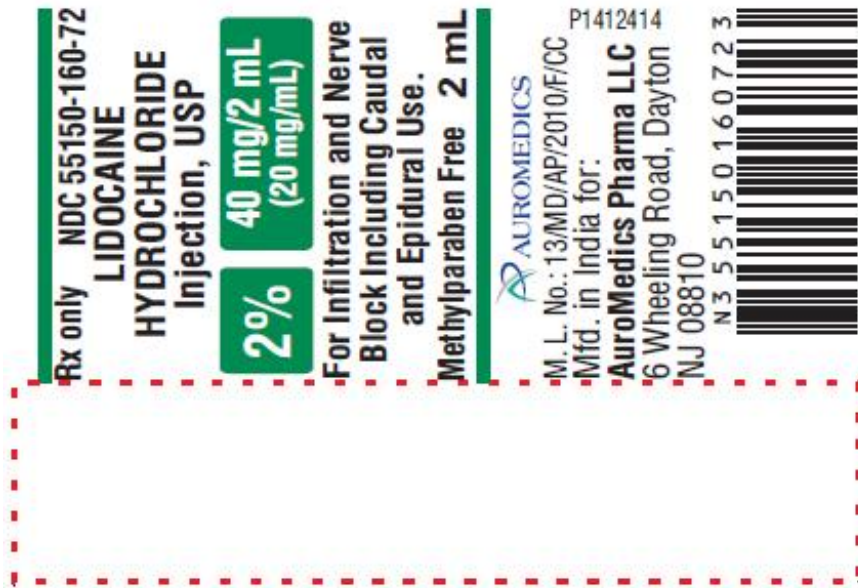 Rx only NDC 55150-160-72
LIDOCAINE
HYDROCHLORIDE
Injection, USP
2%
40 mg/2 mL
(20 mg/mL)
For Infiltration and Nerve
Block Including Caudal
and Epidural Use.
Methylparaben Free 2 mL
AUROMEDICS
P1412414
M. L. No.: 13/MD/AP/2010/F/CC
Mfd. in India for:
AuroMedics Pharma LLC
6 Wheeling Road, Dayton
NJ 08810
N3 55150 16072 3